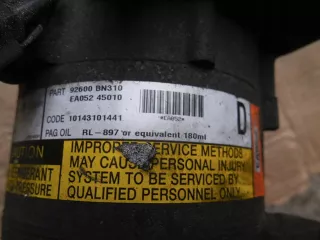 PART 92600 BN310
EA052 45010
CODE 10143101441
PAG OIL RL-897 or equivalent 180ml
D
IMPROPER SERVICE METHODS
MAY CAUSE PERSONAL INJURY
SYSTEM TO BE SERVICED BY
QUALIFIED PERSONNEL ONLY